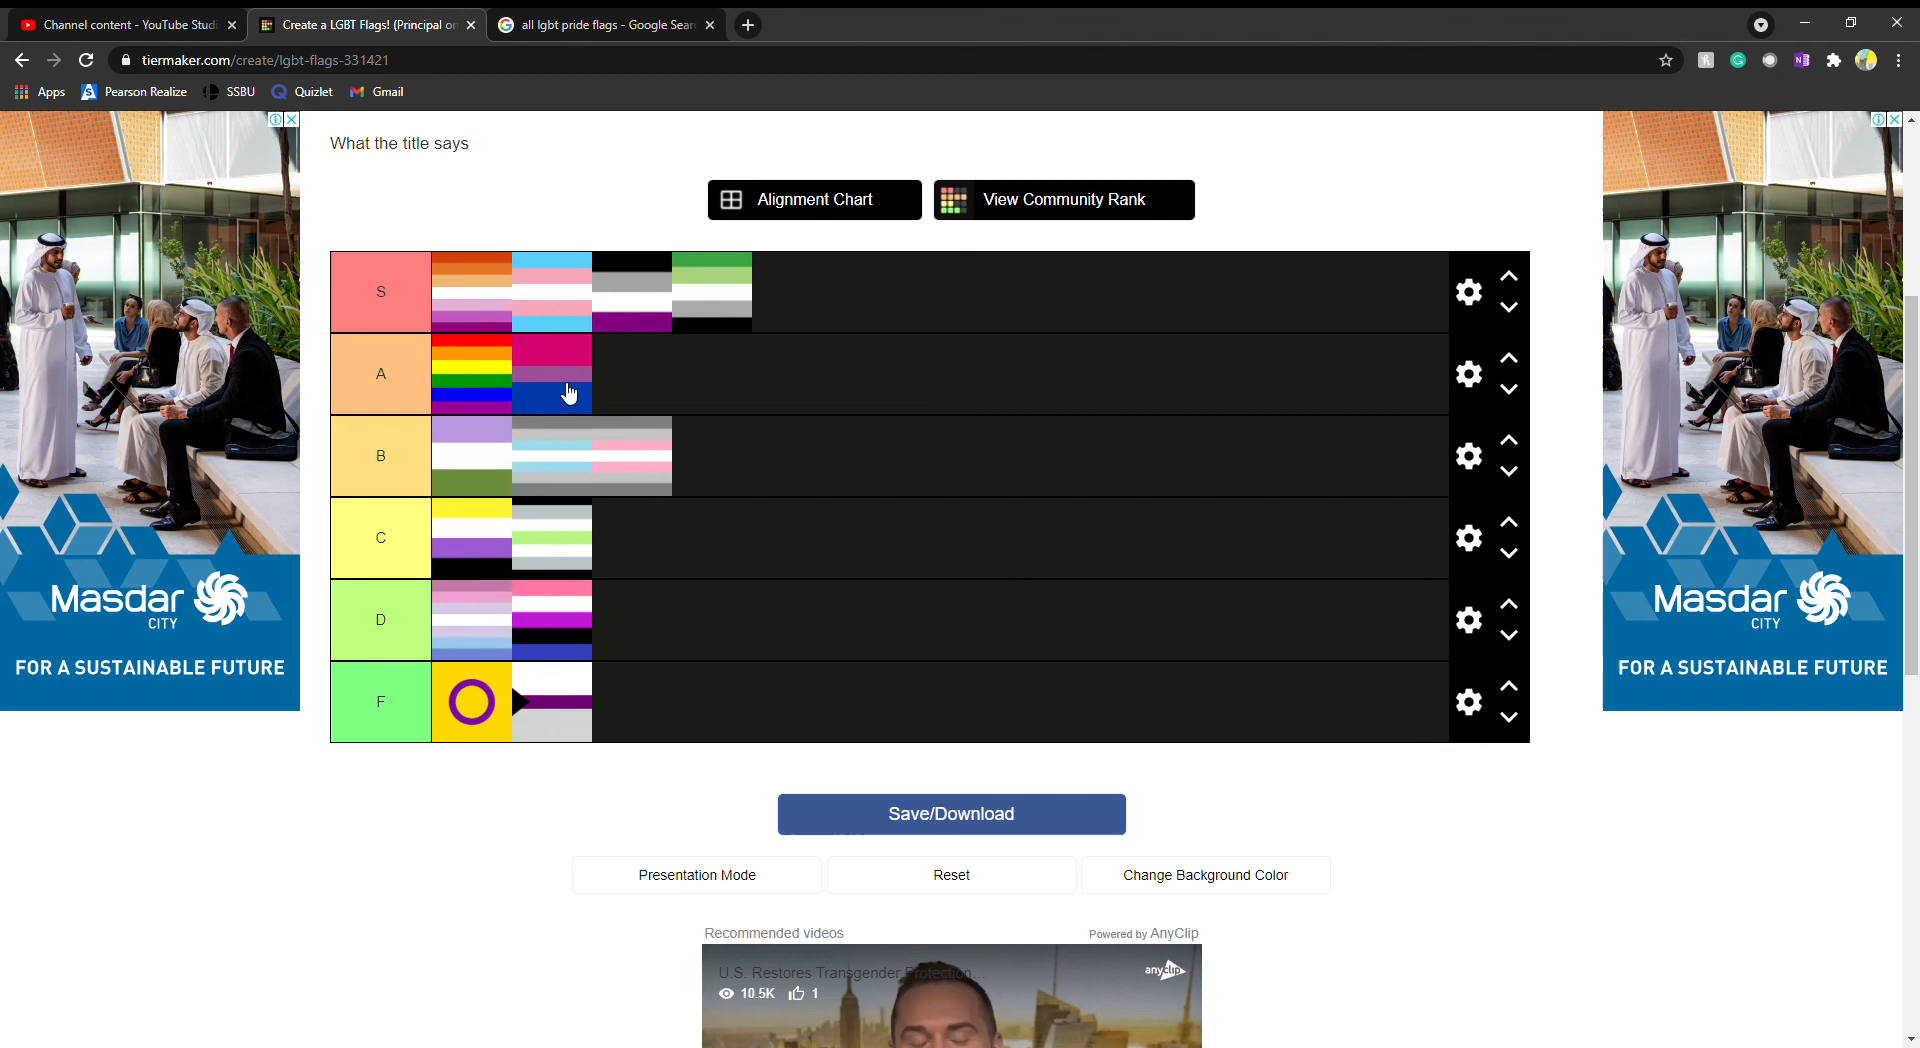 Channel content - YouTube Studi
Create a LGBT Flags! (Principal on
all lgbt pride flags - Google Sear
tiermaker.com/create/lgbt-flags-331421
Apps
Pearson Realize
SSBU
Quizlet
Gmail
What the title says
Alignment Chart
View Community Rank
S
A
B
C
D
F
Masdar
CITY
FOR A SUSTAINABLE FUTURE
Masdar
CITY
FOR A SUSTAINABLE FUTURE
Save/Download
Presentation Mode
Reset
Change Background Color
Recommended videos
Powered by AnyClip
U.S. Restores Transgender Protection...
anyclip
10.5K
1